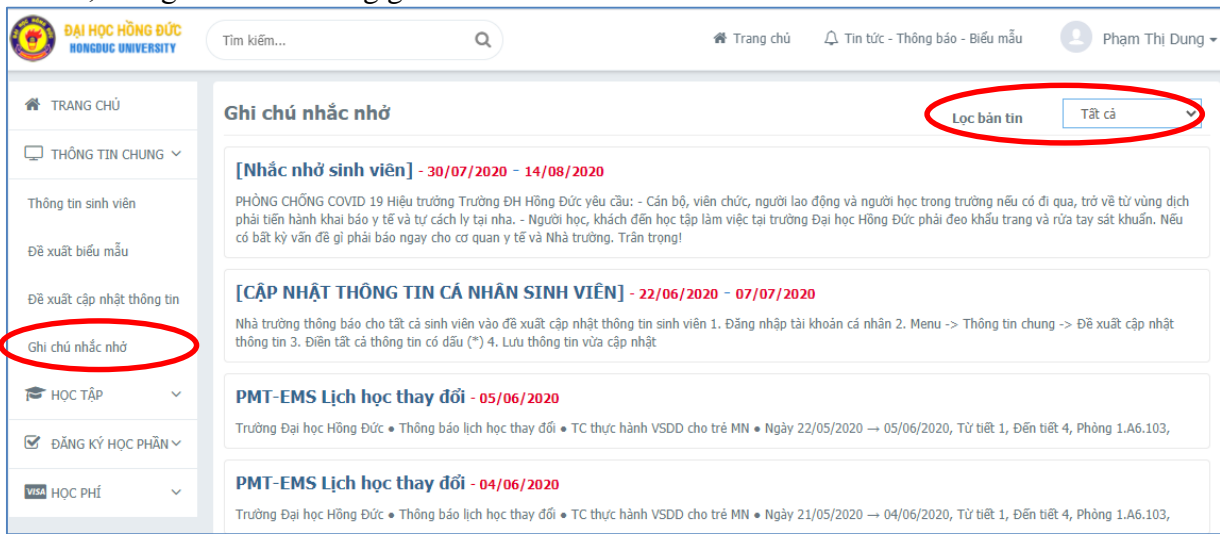 ĐẠI HỌC HỒNG ĐỨC
HONGDUC UNIVERSITY
Tìm kiếm...
Trang chủ
Tin tức - Thông báo - Biểu mẫu
Phạm Thị Dung
TRANG CHỦ
THÔNG TIN CHUNG
Thông tin sinh viên
Đề xuất biểu mẫu
Đề xuất cập nhật thông tin
Ghi chú nhắc nhở
HỌC TẬP
ĐĂNG KÝ HỌC PHẦN
VISA HỌC PHÍ
Ghi chú nhắc nhở
Lọc bản tin
Tất cả
[Nhắc nhở sinh viên] - 30/07/2020 - 14/08/2020
PHÒNG CHỐNG COVID 19 Hiệu trưởng Trường ĐH Hồng Đức yêu cầu: - Cán bộ, viên chức, người lao động và người học trong trường nếu có đi qua, trở về từ vùng dịch
phải tiến hành khai báo y tế và tự cách ly tại nha. - Người học, khách đến học tập làm việc tại trường Đại học Hồng Đức phải đeo khẩu trang và rửa tay sát khuẩn. Nếu
có bất kỳ vấn đề gì phải báo ngay cho cơ quan y tế và Nhà trường. Trân trọng!
[CẬP NHẬT THÔNG TIN CÁ NHÂN SINH VIÊN] - 22/06/2020 - 07/07/2020
Nhà trường thông báo cho tất cả sinh viên vào đề xuất cập nhật thông tin sinh viên 1. Đăng nhập tài khoản cá nhân 2. Menu -> Thông tin chung -> Đề xuất cập nhật
thông tin 3. Điền tất cả thông tin có dấu (*) 4. Lưu thông tin vừa cập nhật
PMT-EMS Lịch học thay đổi - 05/06/2020
Trường Đại học Hồng Đức ● Thông báo lịch học thay đổi ● TC thực hành VSDD cho trẻ MN ● Ngày 22/05/2020 → 05/06/2020, Từ tiết 1, Đến tiết 4, Phòng 1.A6.103,
PMT-EMS Lịch học thay đổi - 04/06/2020
Trường Đại học Hồng Đức ● Thông báo lịch học thay đổi ● TC thực hành VSDD cho trẻ MN ● Ngày 21/05/2020 → 04/06/2020, Từ tiết 1, Đến tiết 4, Phòng 1.A6.103,